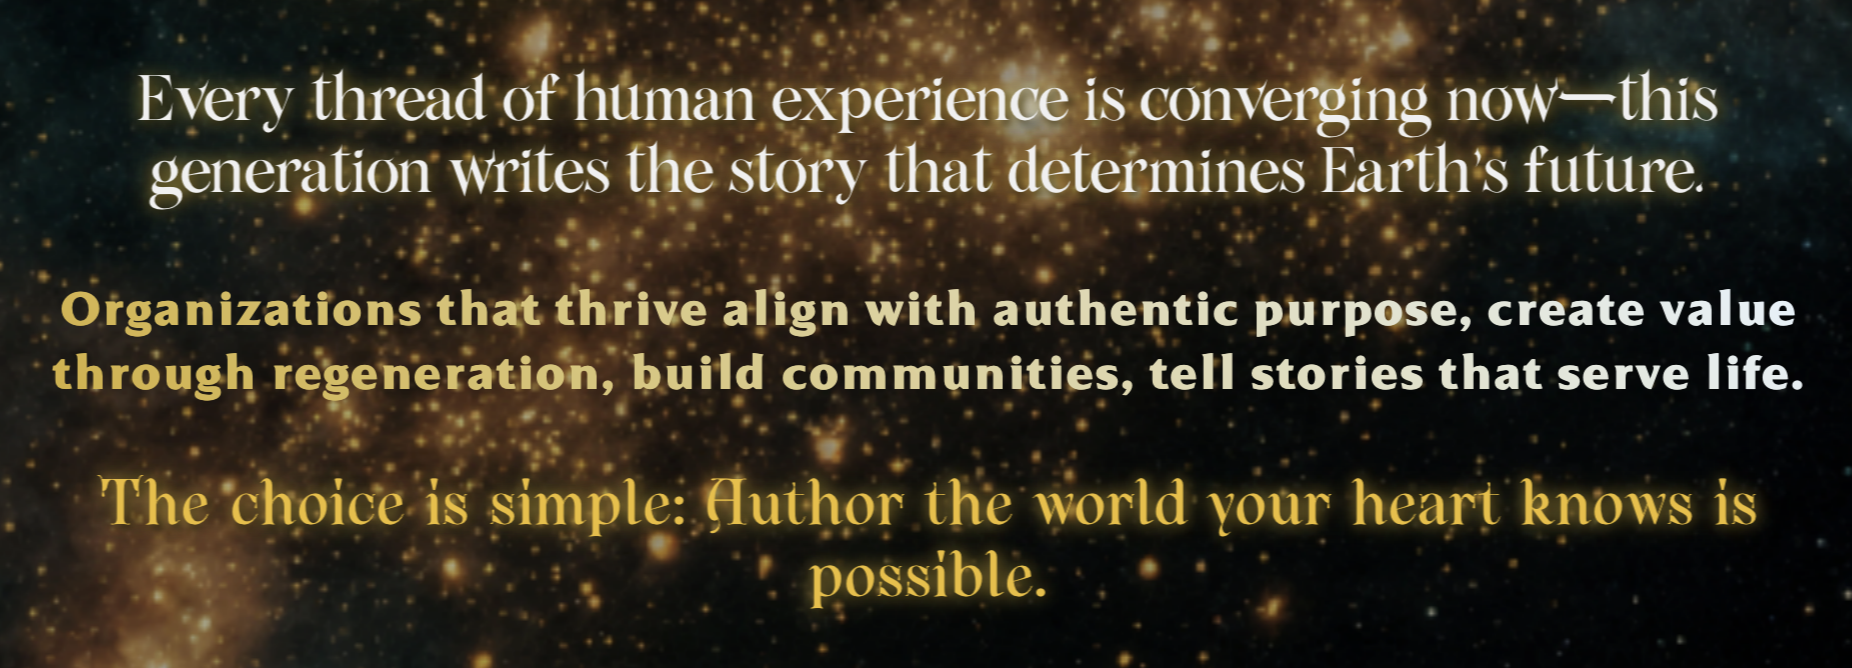 Every thread of human experience is converging now—this
generation writes the story that determines Earth's future.
Organizations that thrive align with authentic purpose, create value
through regeneration, build communities, tell stories that serve life.
The choice is simple: Author the world your heart knows is
possible.